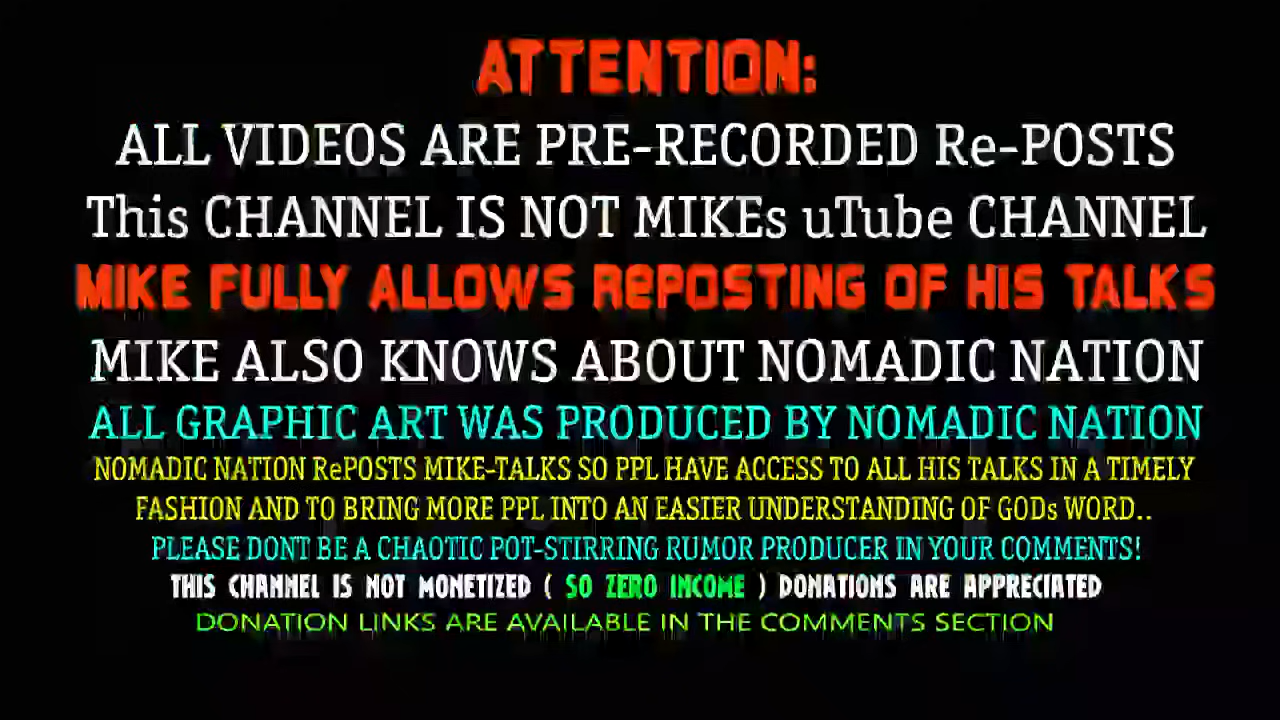 ATTENTION:
ALL VIDEOS ARE PRE-RECORDED Re-POSTS
This CHANNEL IS NOT MIKEs uTube CHANNEL
MIKE FULLY ALLOWS RePOSTING OF HIS TALKS
MIKE ALSO KNOWS ABOUT NOMADIC NATION
ALL GRAPHIC ART WAS PRODUCED BY NOMADIC NATION
NOMADIC NATION RePOSTS MIKE-TALKS SO PPL HAVE ACCESS TO ALL HIS TALKS IN A TIMELY
FASHION AND TO BRING MORE PPL INTO AN EASIER UNDERSTANDING OF GODs WORD..
PLEASE DONT BE A CHAOTIC POT-STIRRING RUMOR PRODUCER IN YOUR COMMENTS!
THIS CHANNEL IS NOT MONETIZED ( SO ZERO INCOME ) DONATIONS ARE APPRECIATED
DONATION LINKS ARE AVAILABLE IN THE COMMENTS SECTION